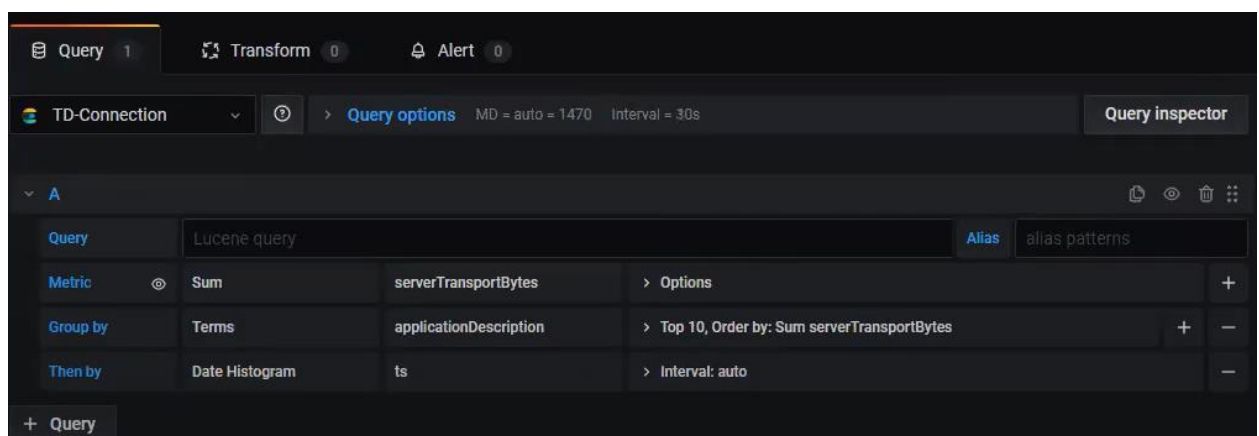 Query 1 Transform 0 Alert 0
TD-Connection Query options MD = auto = 1470 Interval = 30s Query inspector
A
Query Lucene query Alias alias patterns
Metric Sum serverTransportBytes > Options +
Group by Terms applicationDescription > Top 10, Order by: Sum serverTransportBytes + −
Then by Date Histogram ts > Interval: auto −
+ Query